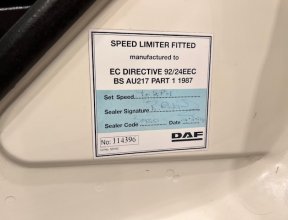 SPEED LIMITER FITTED
manufactured to
EC DIRECTIVE 92/24EEC
BS AU217 PART 1 1987
Set Speed
Sealer Signature
Sealer Code
No: 114396
DAF